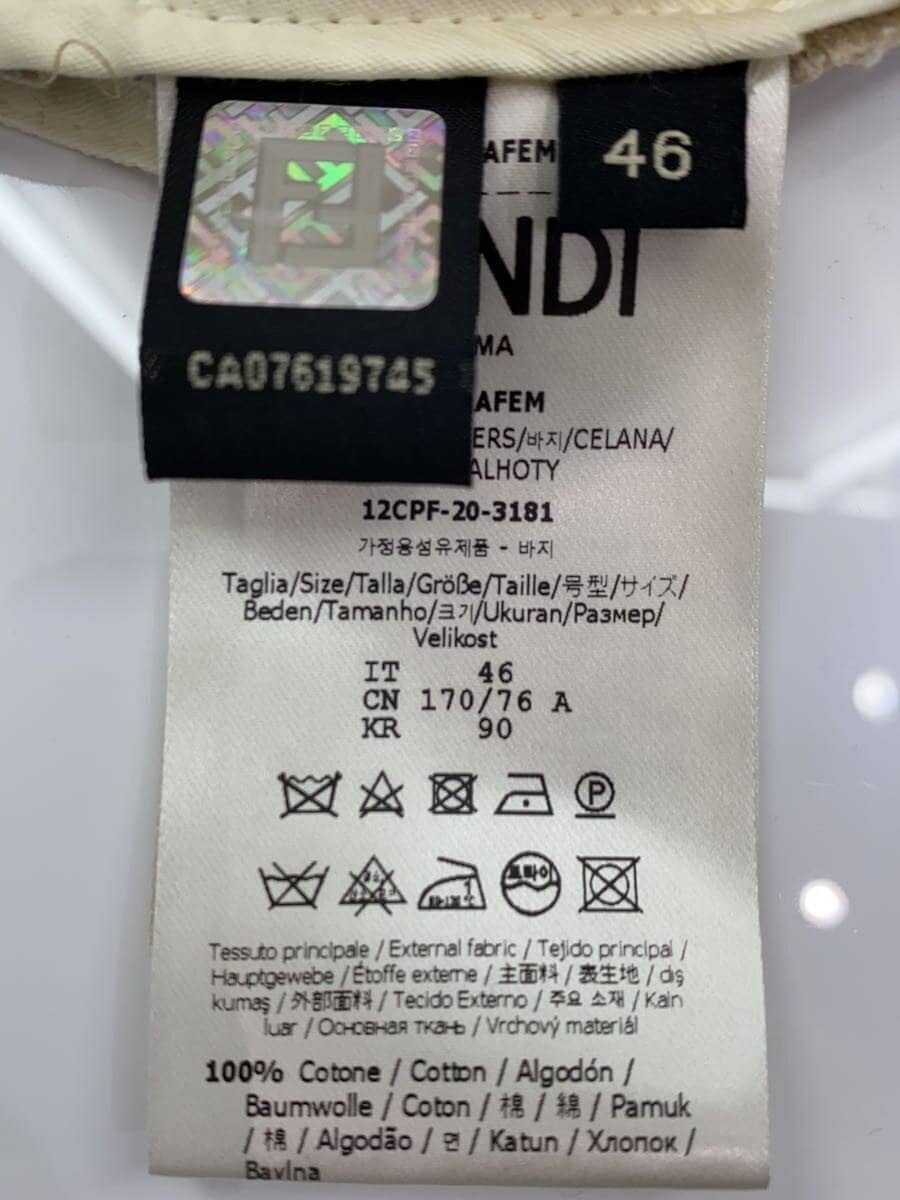 AFEM
46
NDI
MA
CA07619745
AFEM
ERS/바지/CELANA/
ALHOTY
12CPF-20-3181
가정용섬유제품 - 바지
Taglia/Size/Talla/Größe/Taille/号型/サイズ/
Beden/Tamanho/크기/Ukuran/Размер/
Velikost
IT 46
CN 170/76 A
KR 90
P
드라이
Tessuto principale / External fabric / Tejido principal /
Hauptgewebe / Étoffe externe / 主面料 / 表生地 / dış
kumaş / 外部面料 / Tecido Externo / 주요 소재 / Kain
luar / Основная ткань / Vrchový materiál
100% Cotone / Cotton / Algodón /
Baumwolle / Coton / 棉 / 綿 / Pamuk
/ 棉 / Algodão / 면 / Katun / Хлопок /
Bavlna